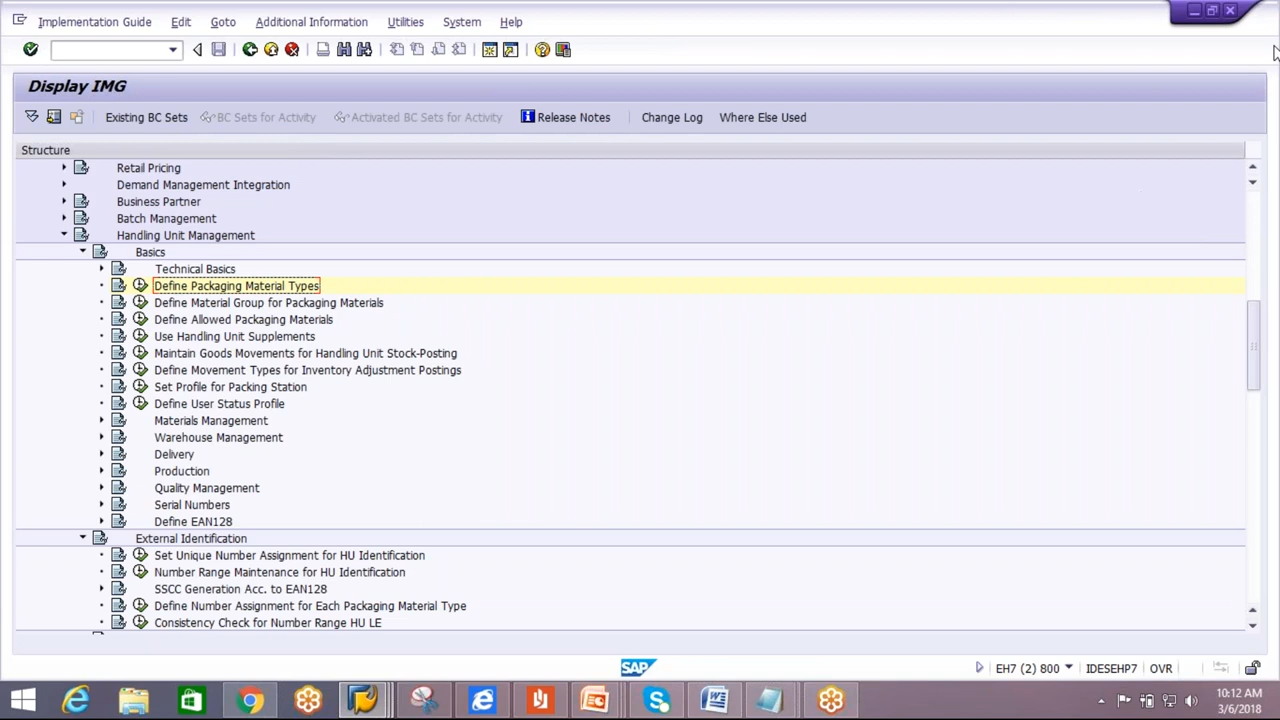 Implementation Guide Edit Goto Additional Information Utilities System Help
Display IMG
Existing BC Sets BC Sets for Activity Activated BC Sets for Activity Release Notes Change Log Where Else Used
Structure
Retail Pricing
Demand Management Integration
Business Partner
Batch Management
Handling Unit Management
Basics
Technical Basics
Define Packaging Material Types
Define Material Group for Packaging Materials
Define Allowed Packaging Materials
Use Handling Unit Supplements
Maintain Goods Movements for Handling Unit Stock-Posting
Define Movement Types for Inventory Adjustment Postings
Set Profile for Packing Station
Define User Status Profile
Materials Management
Warehouse Management
Delivery
Production
Quality Management
Serial Numbers
Define EAN128
External Identification
Set Unique Number Assignment for HU Identification
Number Range Maintenance for HU Identification
SSCC Generation Acc. to EAN128
Define Number Assignment for Each Packaging Material Type
Consistency Check for Number Range HU LE
SAP EH7 (2) 800 IDESEHP7 OVR
10:12 AM
3/6/2018